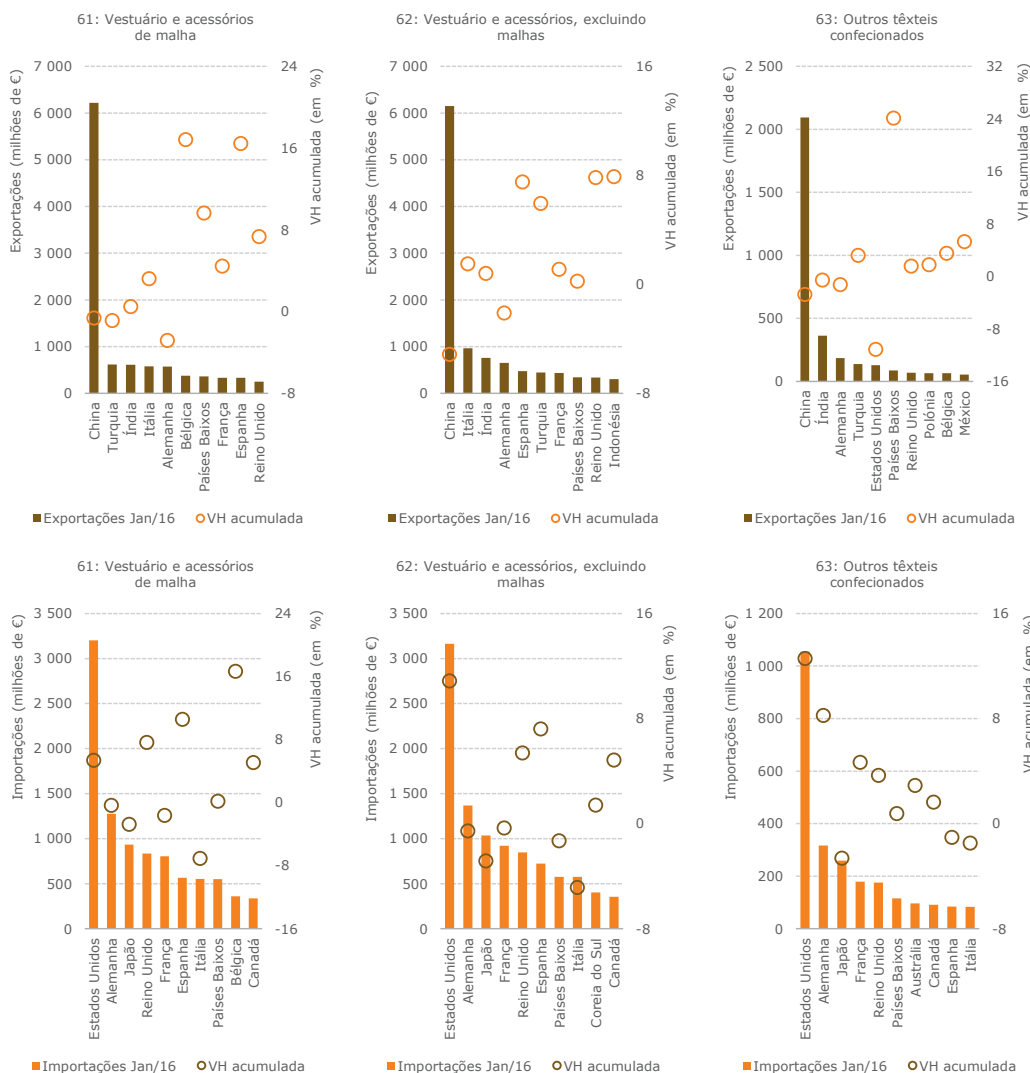 61: Vestuário e acessórios
de malha
7 000
6 000
5 000
4 000
3 000
2 000
1 000
0
Exportações (milhões de €)
24
16
8
0
-8
VH acumulada (em %)
China
Turquia
Índia
Itália
Alemanha
Bélgica
Países Baixos
França
Espanha
Reino Unido
Exportações Jan/16
VH acumulada
62: Vestuário e acessórios, excluindo
malhas
7 000
6 000
5 000
4 000
3 000
2 000
1 000
0
Exportações (milhões de €)
16
8
0
-8
VH acumulada (em %)
China
Itália
Índia
Alemanha
Espanha
Turquia
França
Países Baixos
Reino Unido
Indonésia
Exportações Jan/16
VH acumulada
63: Outros têxteis
confecionados
2 500
2 000
1 500
1 000
500
0
Exportações (milhões de €)
32
24
16
8
0
-8
-16
VH acumulada (em %)
China
Índia
Alemanha
Turquia
Estados Unidos
Países Baixos
Reino Unido
Polónia
Bélgica
México
Exportações Jan/16
VH acumulada
61: Vestuário e acessórios
de malha
3 500
3 000
2 500
2 000
1 500
1 000
500
0
Importações (milhões de €)
24
16
8
0
-8
-16
VH acumulada (em %)
Estados Unidos
Alemanha
Japão
Reino Unido
França
Espanha
Itália
Países Baixos
Bélgica
Canadá
Importações Jan/16
VH acumulada
62: Vestuário e acessórios, excluindo
malhas
3 500
3 000
2 500
2 000
1 500
1 000
500
0
Importações (milhões de €)
16
8
0
-8
VH acumulada (em %)
Estados Unidos
Alemanha
Japão
França
Reino Unido
Espanha
Países Baixos
Itália
Coreia do Sul
Canadá
Importações Jan/16
VH acumulada
63: Outros têxteis
confecionados
1 200
1 000
800
600
400
200
0
Importações (milhões de €)
16
8
0
-8
VH acumulada (em %)
Estados Unidos
Alemanha
Japão
França
Reino Unido
Países Baixos
Austrália
Canadá
Espanha
Itália
Importações Jan/16
VH acumulada